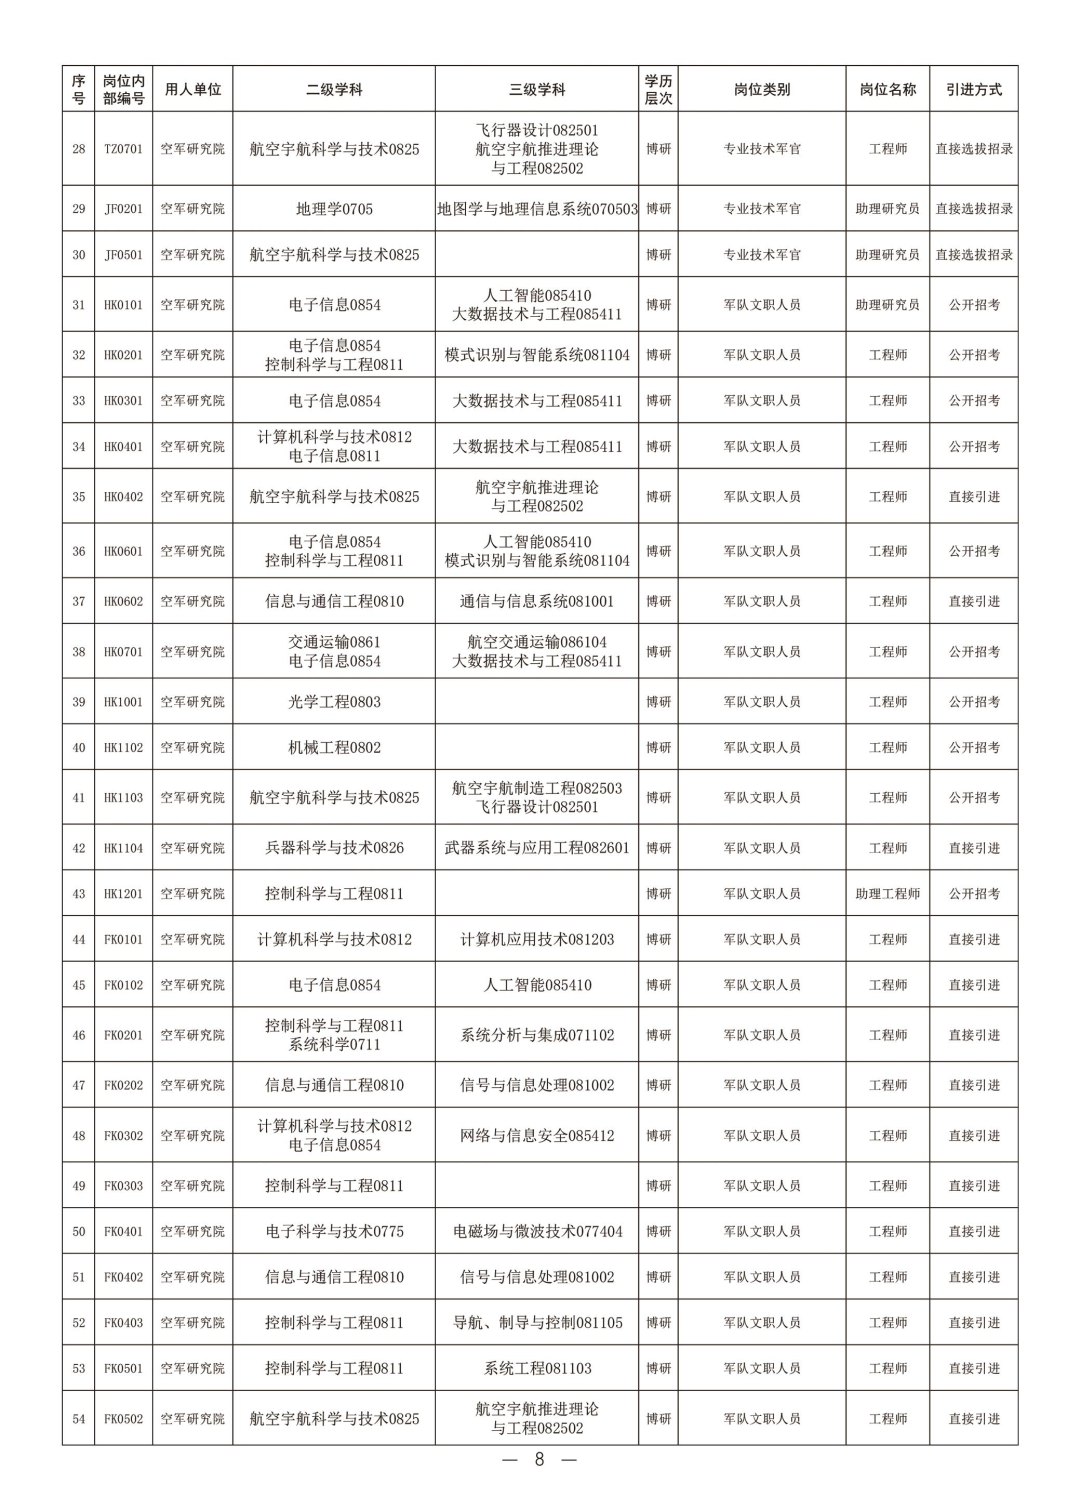 序号 岗位内部编号 用人单位 二级学科 三级学科 学历层次 岗位类别 岗位名称 引进方式
28 TZ0701 空军研究院 航空宇航科学与技术0825 飞行器设计082501 航空宇航推进理论与工程082502 博研 专业技术军官 工程师 直接选拔招录
29 JF0201 空军研究院 地理学0705 地图学与地理信息系统070503 博研 专业技术军官 助理研究员 直接选拔招录
30 JF0501 空军研究院 航空宇航科学与技术0825 博研 专业技术军官 助理研究员 直接选拔招录
31 HK0101 空军研究院 电子信息0854 人工智能085410 大数据技术与工程085411 博研 军队文职人员 助理研究员 公开招考
32 HK0201 空军研究院 电子信息0854 控制科学与工程0811 模式识别与智能系统081104 博研 军队文职人员 工程师 公开招考
33 HK0301 空军研究院 电子信息0854 大数据技术与工程085411 博研 军队文职人员 工程师 公开招考
34 HK0401 空军研究院 计算机科学与技术0812 电子信息0811 大数据技术与工程085411 博研 军队文职人员 工程师 公开招考
35 HK0402 空军研究院 航空宇航科学与技术0825 航空宇航推进理论与工程082502 博研 军队文职人员 工程师 直接引进
36 HK0601 空军研究院 电子信息0854 控制科学与工程0811 人工智能085410 模式识别与智能系统081104 博研 军队文职人员 工程师 公开招考
37 HK0602 空军研究院 信息与通信工程0810 通信与信息系统081001 博研 军队文职人员 工程师 直接引进
38 HK0701 空军研究院 交通运输0861 电子信息0854 航空交通运输086104 大数据技术与工程085411 博研 军队文职人员 工程师 公开招考
39 HK1001 空军研究院 光学工程0803 博研 军队文职人员 工程师 公开招考
40 HK1102 空军研究院 机械工程0802 博研 军队文职人员 工程师 公开招考
41 HK1103 空军研究院 航空宇航科学与技术0825 航空宇航制造工程082503 飞行器设计082501 博研 军队文职人员 工程师 公开招考
42 HK1104 空军研究院 兵器科学与技术0826 武器系统与应用工程082601 博研 军队文职人员 工程师 直接引进
43 HK1201 空军研究院 控制科学与工程0811 博研 军队文职人员 助理工程师 公开招考
44 FK0101 空军研究院 计算机科学与技术0812 计算机应用技术081203 博研 军队文职人员 工程师 直接引进
45 FK0102 空军研究院 电子信息0854 人工智能085410 博研 军队文职人员 工程师 直接引进
46 FK0201 空军研究院 控制科学与工程0811 系统科学0711 系统分析与集成071102 博研 军队文职人员 工程师 直接引进
47 FK0202 空军研究院 信息与通信工程0810 信号与信息处理081002 博研 军队文职人员 工程师 直接引进
48 FK0302 空军研究院 计算机科学与技术0812 电子信息0854 网络与信息安全085412 博研 军队文职人员 工程师 直接引进
49 FK0303 空军研究院 控制科学与工程0811 博研 军队文职人员 工程师 直接引进
50 FK0401 空军研究院 电子科学与技术0775 电磁场与微波技术077404 博研 军队文职人员 工程师 直接引进
51 FK0402 空军研究院 信息与通信工程0810 信号与信息处理081002 博研 军队文职人员 工程师 直接引进
52 FK0403 空军研究院 控制科学与工程0811 导航、制导与控制081105 博研 军队文职人员 工程师 直接引进
53 FK0501 空军研究院 控制科学与工程0811 系统工程081103 博研 军队文职人员 工程师 直接引进
54 FK0502 空军研究院 航空宇航科学与技术0825 航空宇航推进理论与工程082502 博研 军队文职人员 工程师 直接引进
— 8 —